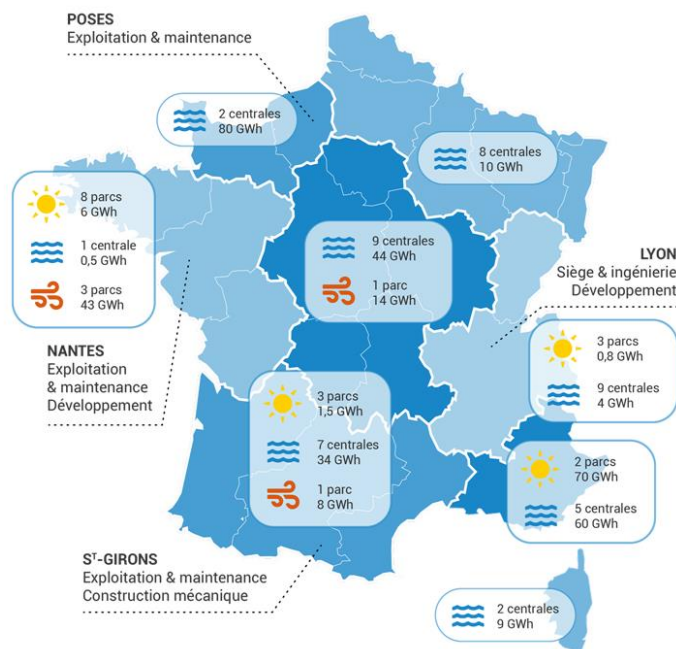 POSES
Exploitation & maintenance
2 centrales
80 GWh
8 centrales
10 GWh
8 parcs
6 GWh
1 centrale
0,5 GWh
3 parcs
43 GWh
9 centrales
44 GWh
1 parc
14 GWh
LYON
Siège & ingénierie
Développement
3 parcs
0,8 GWh
9 centrales
4 GWh
NANTES
Exploitation
& maintenance
Développement
3 parcs
1,5 GWh
7 centrales
34 GWh
1 parc
8 GWh
2 parcs
70 GWh
5 centrales
60 GWh
Sᵀ-GIRONS
Exploitation & maintenance
Construction mécanique
2 centrales
9 GWh